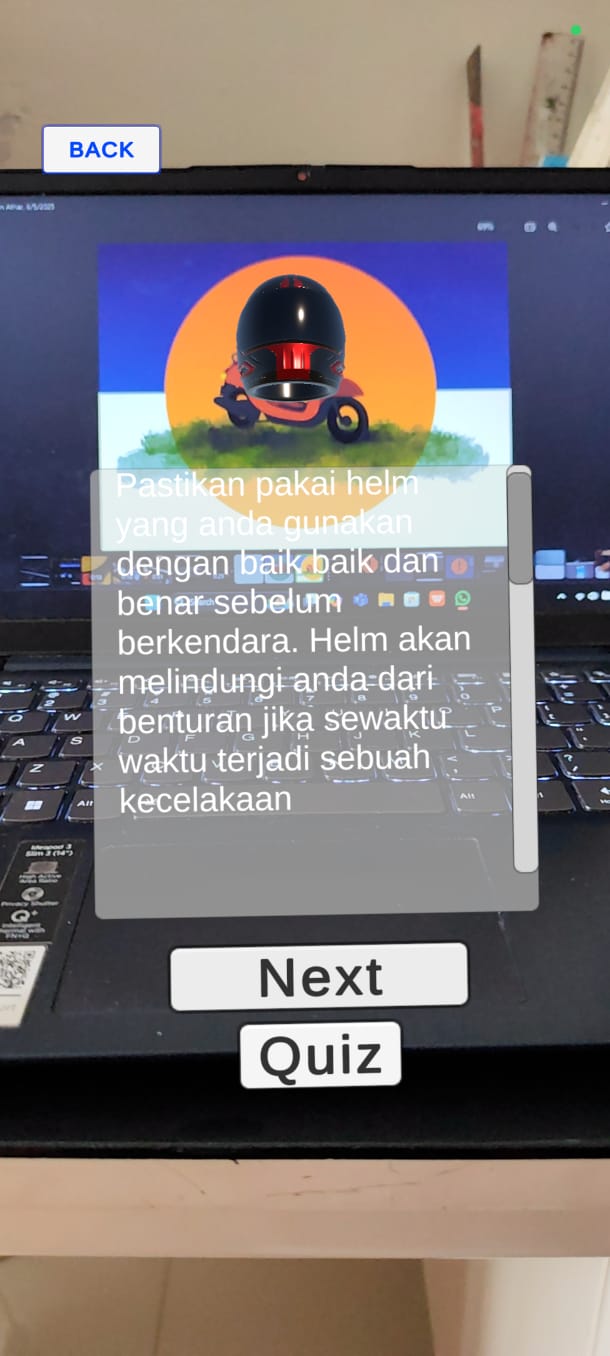 BACK
Pastikan pakai helm
yang anda gunakan
dengan baik baik dan
benar sebelum
berkendara. Helm akan
melindungi anda dari
benturan jika sewaktu
waktu terjadi sebuah
kecelakaan
Next
Quiz